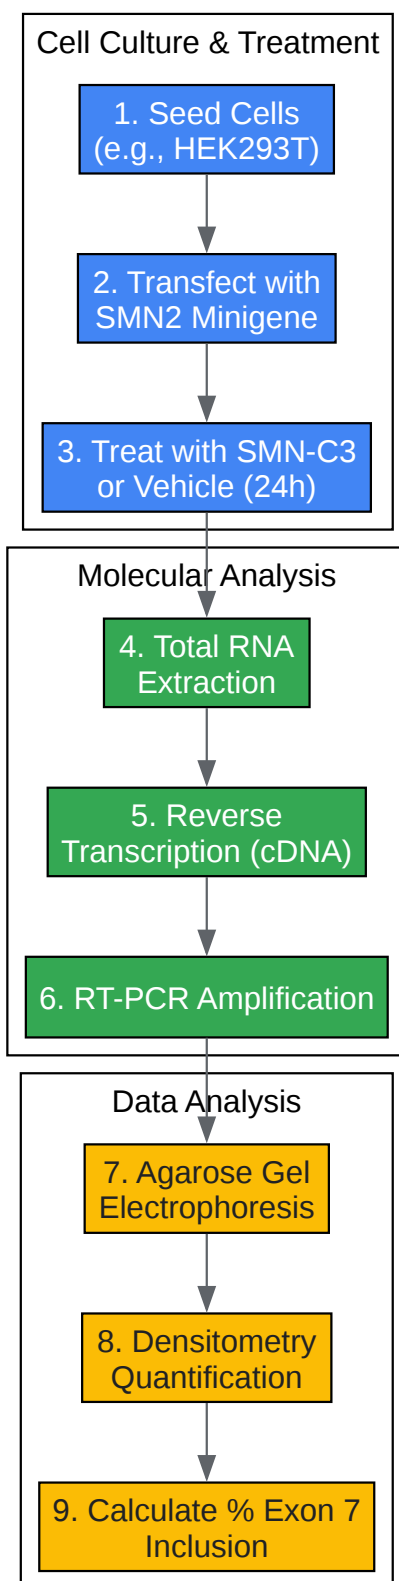 Cell Culture & Treatment
1. Seed Cells
(e.g., HEK293T)
2. Transfect with
SMN2 Minigene
3. Treat with SMN-C3
or Vehicle (24h)
Molecular Analysis
4. Total RNA
Extraction
5. Reverse
Transcription (cDNA)
6. RT-PCR Amplification
Data Analysis
7. Agarose Gel
Electrophoresis
8. Densitometry
Quantification
9. Calculate % Exon 7
Inclusion